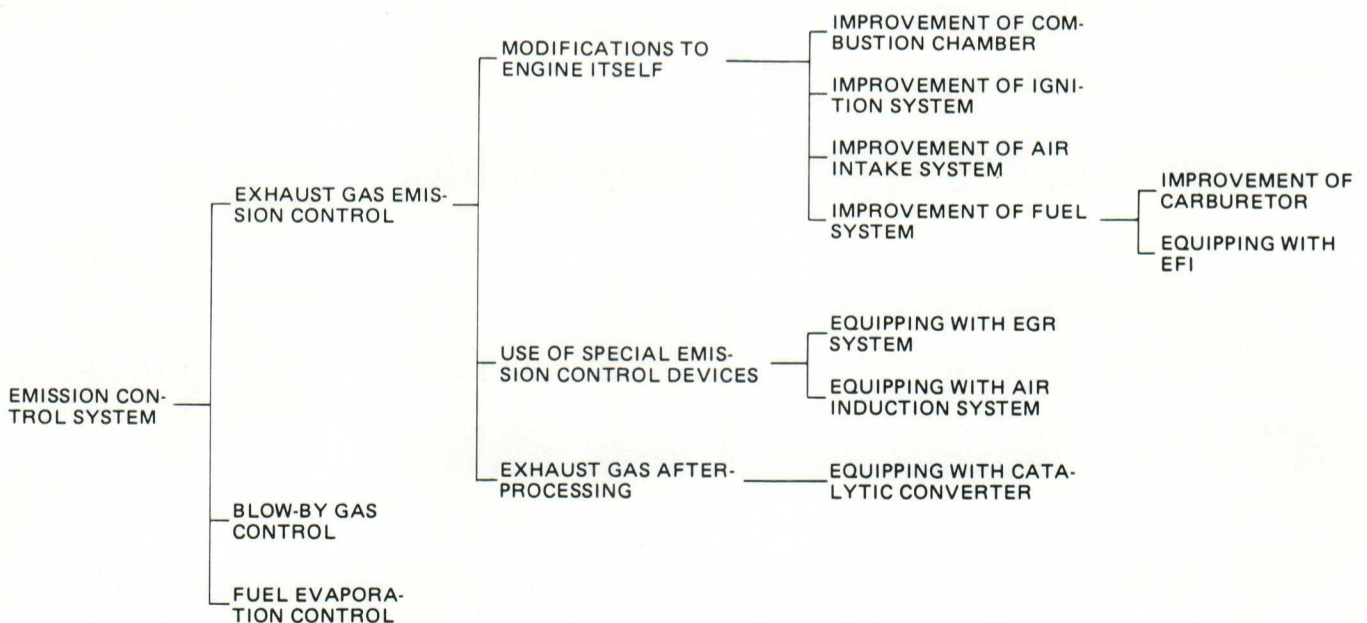 IMPROVEMENT OF COM-
BUSTION CHAMBER
MODIFICATIONS TO
ENGINE ITSELF
IMPROVEMENT OF IGNI-
TION SYSTEM
IMPROVEMENT OF AIR
INTAKE SYSTEM
IMPROVEMENT OF FUEL
SYSTEM
IMPROVEMENT OF
CARBURETOR
EQUIPPING WITH
EFI
EXHAUST GAS EMIS-
SION CONTROL
EQUIPPING WITH EGR
SYSTEM
USE OF SPECIAL EMIS-
SION CONTROL DEVICES
EQUIPPING WITH AIR
INDUCTION SYSTEM
EMISSION CON-
TROL SYSTEM
EXHAUST GAS AFTER-
PROCESSING
EQUIPPING WITH CATA-
LYTIC CONVERTER
BLOW-BY GAS
CONTROL
FUEL EVAPORA-
TION CONTROL